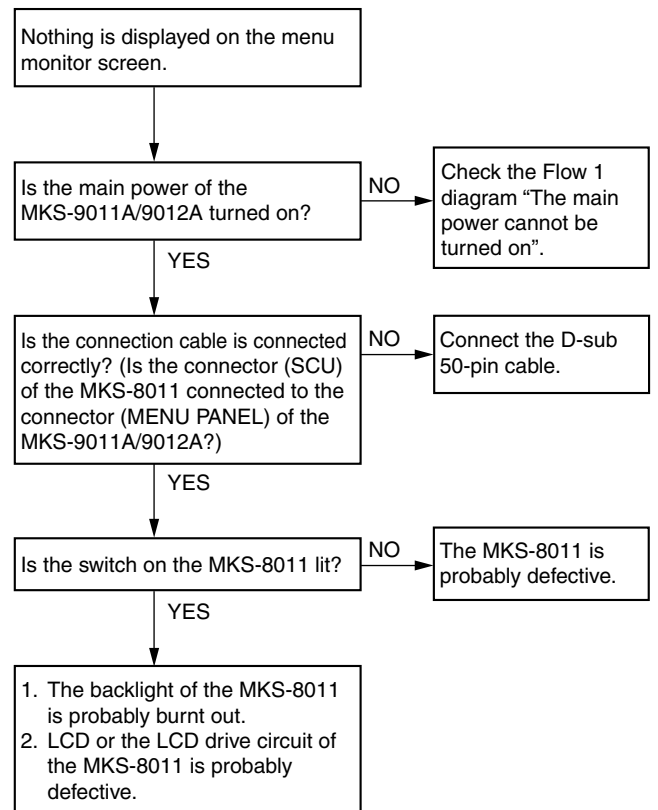 Nothing is displayed on the menu
monitor screen.
Is the main power of the
MKS-9011A/9012A turned on?
NO
Check the Flow 1
diagram “The main
power cannot be
turned on”.
YES
Is the connection cable is connected
correctly? (Is the connector (SCU)
of the MKS-8011 connected to the
connector (MENU PANEL) of the
MKS-9011A/9012A?)
NO
Connect the D-sub
50-pin cable.
YES
Is the switch on the MKS-8011 lit?
NO
The MKS-8011 is
probably defective.
YES
1. The backlight of the MKS-8011
is probably burnt out.
2. LCD or the LCD drive circuit of
the MKS-8011 is probably
defective.